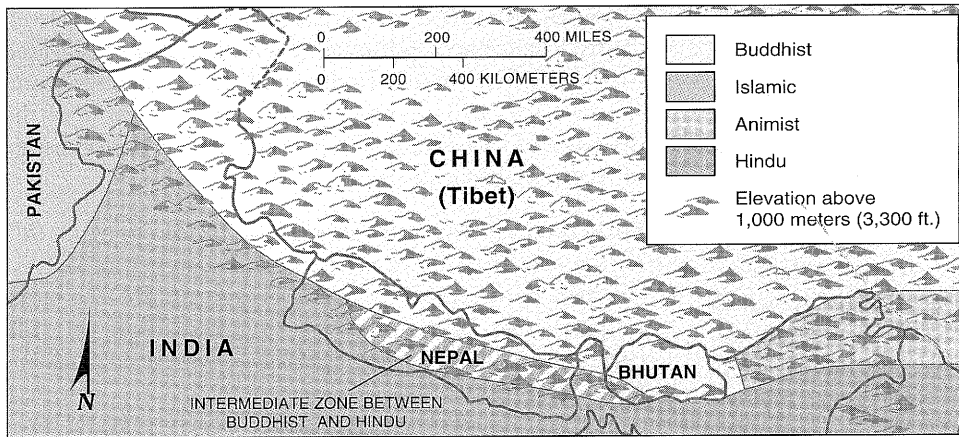 0 200 400 MILES
0 200 400 KILOMETERS
Buddhist
Islamic
Animist
Hindu
Elevation above
1,000 meters (3,300 ft.)
PAKISTAN
CHINA
(Tibet)
INDIA
NEPAL
BHUTAN
N
INTERMEDIATE ZONE BETWEEN
BUDDHIST AND HINDU